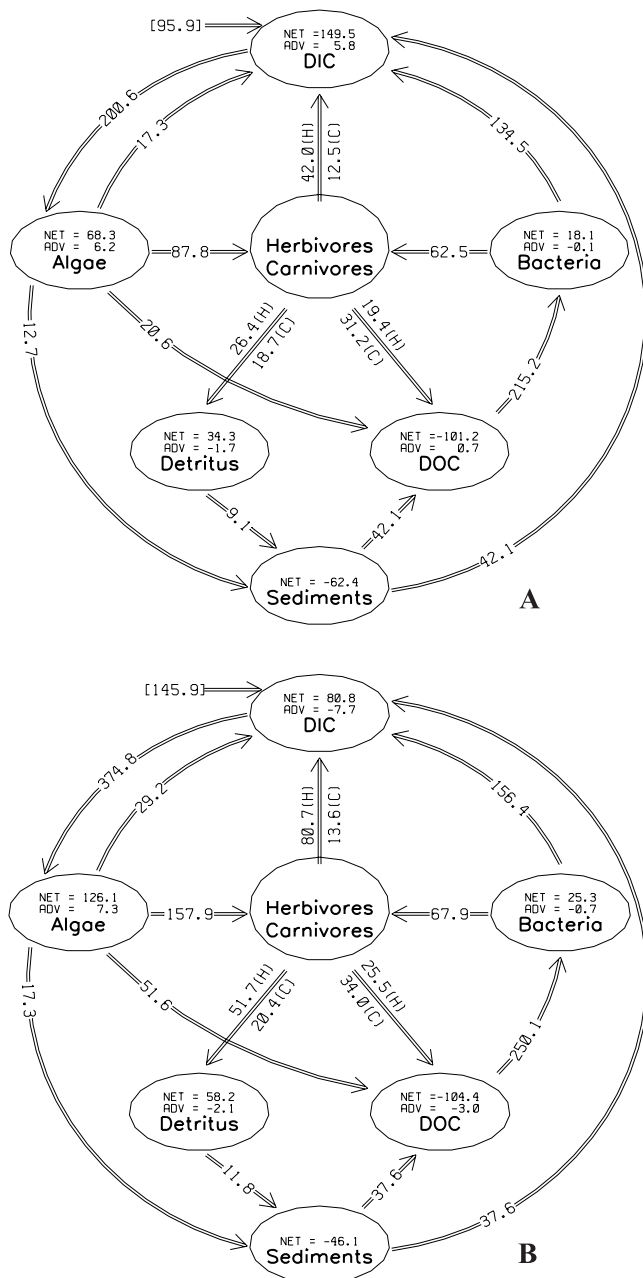 [95.9]
NET =149.5
ADV =  5.8
DIC
200.6
17.3
42.0(H)
12.5(C)
134.5
NET = 68.3
ADV =  6.2
Algae
87.8
Herbivores
Carnivores
62.5
NET = 18.1
ADV = -0.1
Bacteria
12.7
20.6
26.4(H)
18.7(C)
19.4(H)
31.2(C)
215.2
NET = 34.3
ADV = -1.7
Detritus
NET =-101.2
ADV =   0.7
DOC
9.1
42.1
NET = -62.4
Sediments
42.1
A
[145.9]
NET = 80.8
ADV = -7.7
DIC
374.8
29.2
80.7(H)
13.6(C)
156.4
NET = 126.1
ADV =   7.3
Algae
157.9
Herbivores
Carnivores
67.9
NET = 25.3
ADV = -0.7
Bacteria
17.3
51.6
51.7(H)
20.4(C)
25.5(H)
34.0(C)
250.1
NET = 58.2
ADV = -2.1
Detritus
NET =-104.4
ADV =  -3.0
DOC
11.8
37.6
NET = -46.1
Sediments
37.6
B